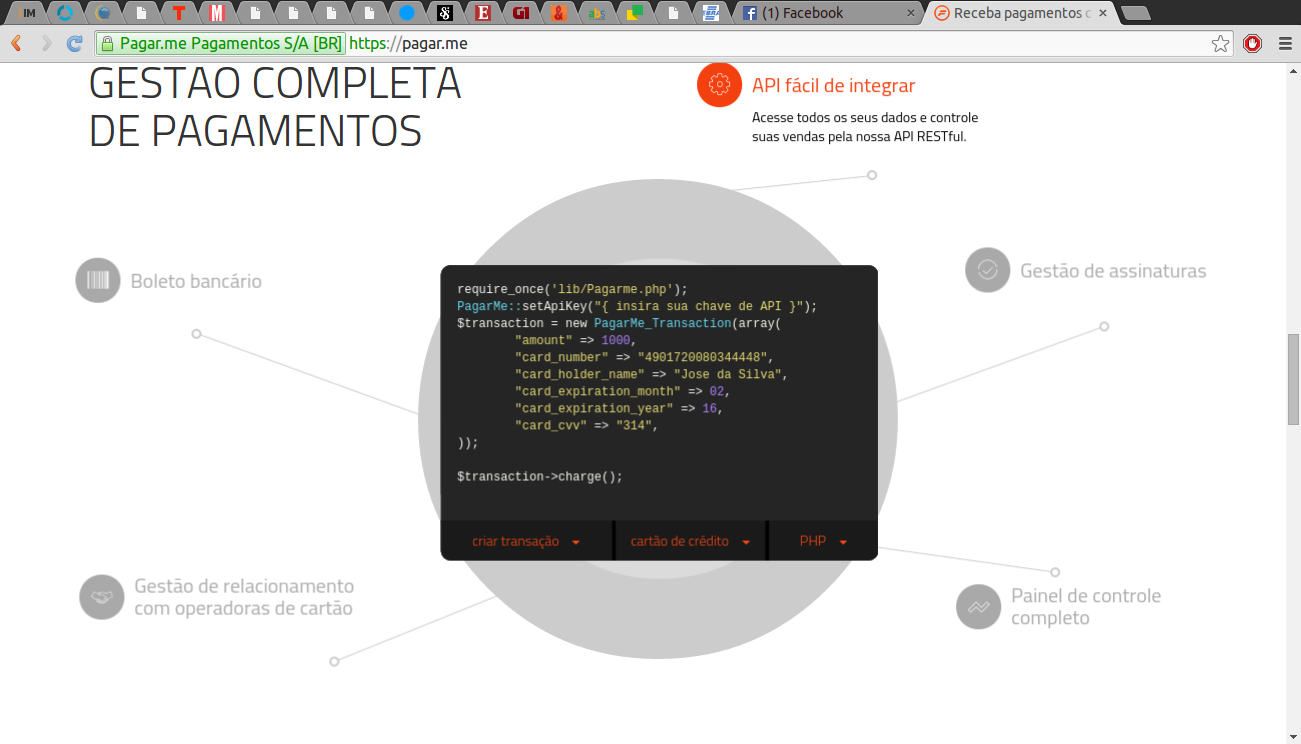 IM
T
M
E
G1
&
abs
(1) Facebook
Receba pagamentos c
Pagar.me Pagamentos S/A [BR]
https://pagar.me
GESTAO COMPLETA
DE PAGAMENTOS
API fácil de integrar
Acesse todos os seus dados e controle
suas vendas pela nossa API RESTful.
Boleto bancário
Gestão de assinaturas
require_once('lib/Pagarme.php');
PagarMe::setApiKey("{ insira sua chave de API }");
$transaction = new PagarMe_Transaction(array(
"amount" => 1000,
"card_number" => "4901720080344448",
"card_holder_name" => "Jose da Silva",
"card_expiration_month" => 02,
"card_expiration_year" => 16,
"card_cvv" => "314",
));
$transaction->charge();
criar transação
cartão de crédito
PHP
Gestão de relacionamento
com operadoras de cartão
Painel de controle
completo